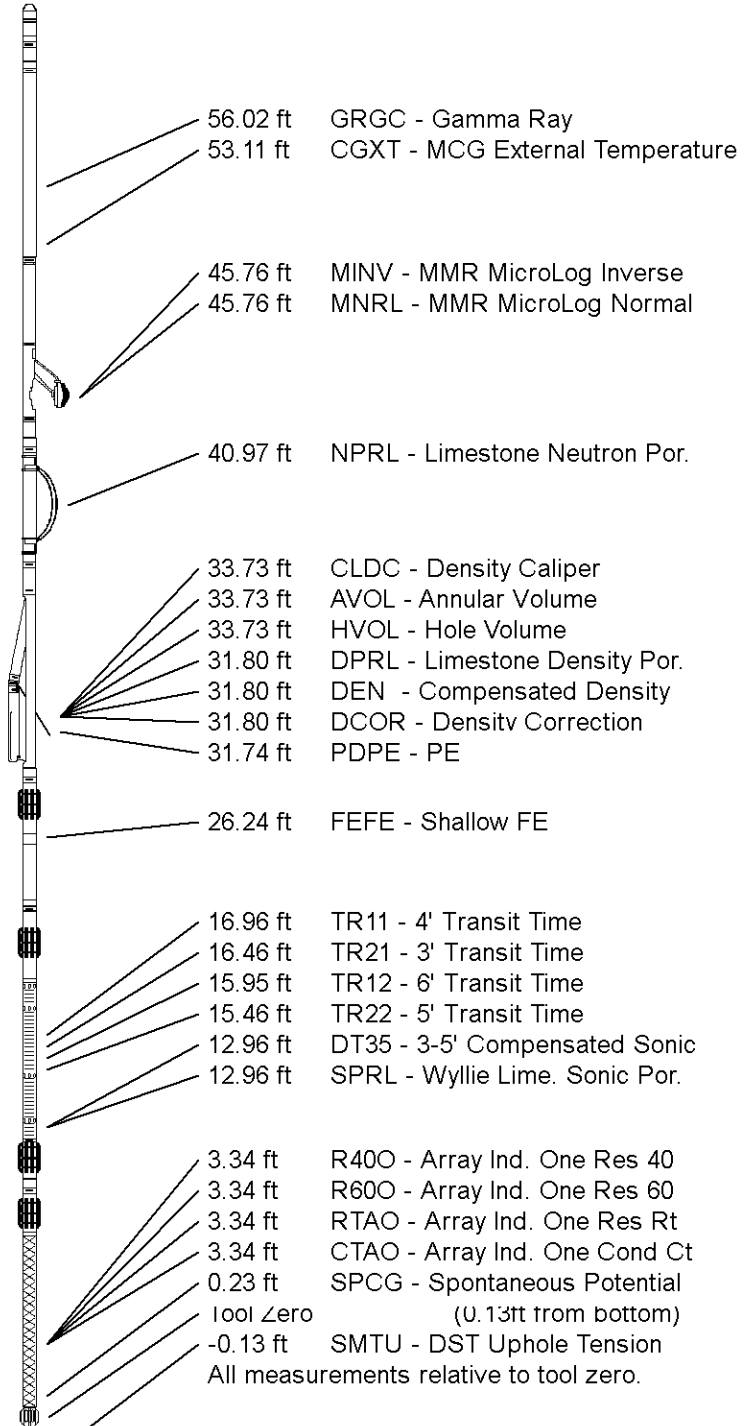 56.02 ft GRGC - Gamma Ray
53.11 ft CGXT - MCG External Temperature
45.76 ft MINV - MMR MicroLog Inverse
45.76 ft MNRL - MMR MicroLog Normal
40.97 ft NPRL - Limestone Neutron Por.
33.73 ft CLDC - Density Caliper
33.73 ft AVOL - Annular Volume
33.73 ft HVOL - Hole Volume
31.80 ft DPRL - Limestone Density Por.
31.80 ft DEN - Compensated Density
31.80 ft DCOR - Density Correction
31.74 ft PDPE - PE
26.24 ft FEFE - Shallow FE
16.96 ft TR11 - 4' Transit Time
16.46 ft TR21 - 3' Transit Time
15.95 ft TR12 - 6' Transit Time
15.46 ft TR22 - 5' Transit Time
12.96 ft DT35 - 3-5' Compensated Sonic
12.96 ft SPRL - Wyllie Lime. Sonic Por.
3.34 ft R40O - Array Ind. One Res 40
3.34 ft R60O - Array Ind. One Res 60
3.34 ft RTAO - Array Ind. One Res Rt
3.34 ft CTAO - Array Ind. One Cond Ct
0.23 ft SPCG - Spontaneous Potential
Tool Zero (0.13ft from bottom)
-0.13 ft SMTU - DST Uphole Tension
All measurements relative to tool zero.